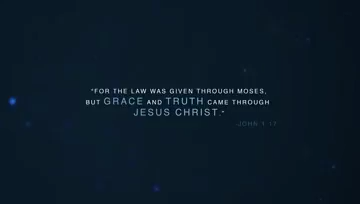 "FOR THE LAW WAS GIVEN THROUGH MOSES,
BUT GRACE AND TRUTH CAME THROUGH
JESUS CHRIST."
JOHN 1:17